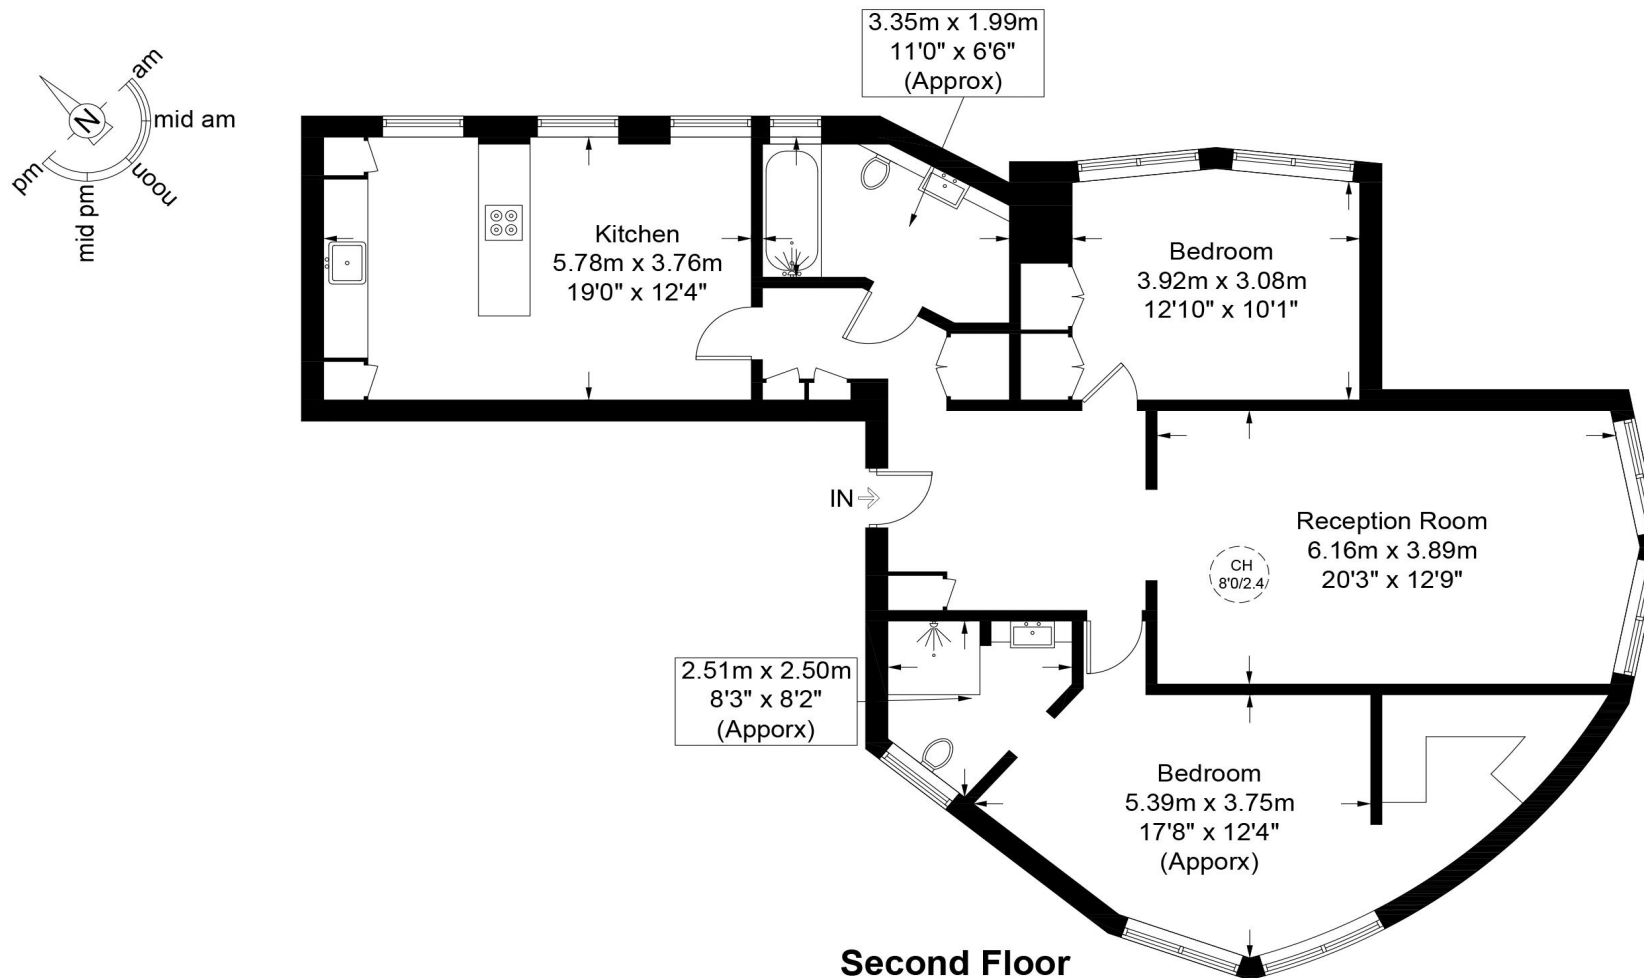 3.35m x 1.99m
11'0" x 6'6"
(Approx)
am
mid am
noon
mid pm
pm
N
Kitchen
5.78m x 3.76m
19'0" x 12'4"
Bedroom
3.92m x 3.08m
12'10" x 10'1"
IN
Reception Room
6.16m x 3.89m
20'3" x 12'9"
CH
8'0/2.4
2.51m x 2.50m
8'3" x 8'2"
(Apporx)
Bedroom
5.39m x 3.75m
17'8" x 12'4"
(Apporx)
Second Floor